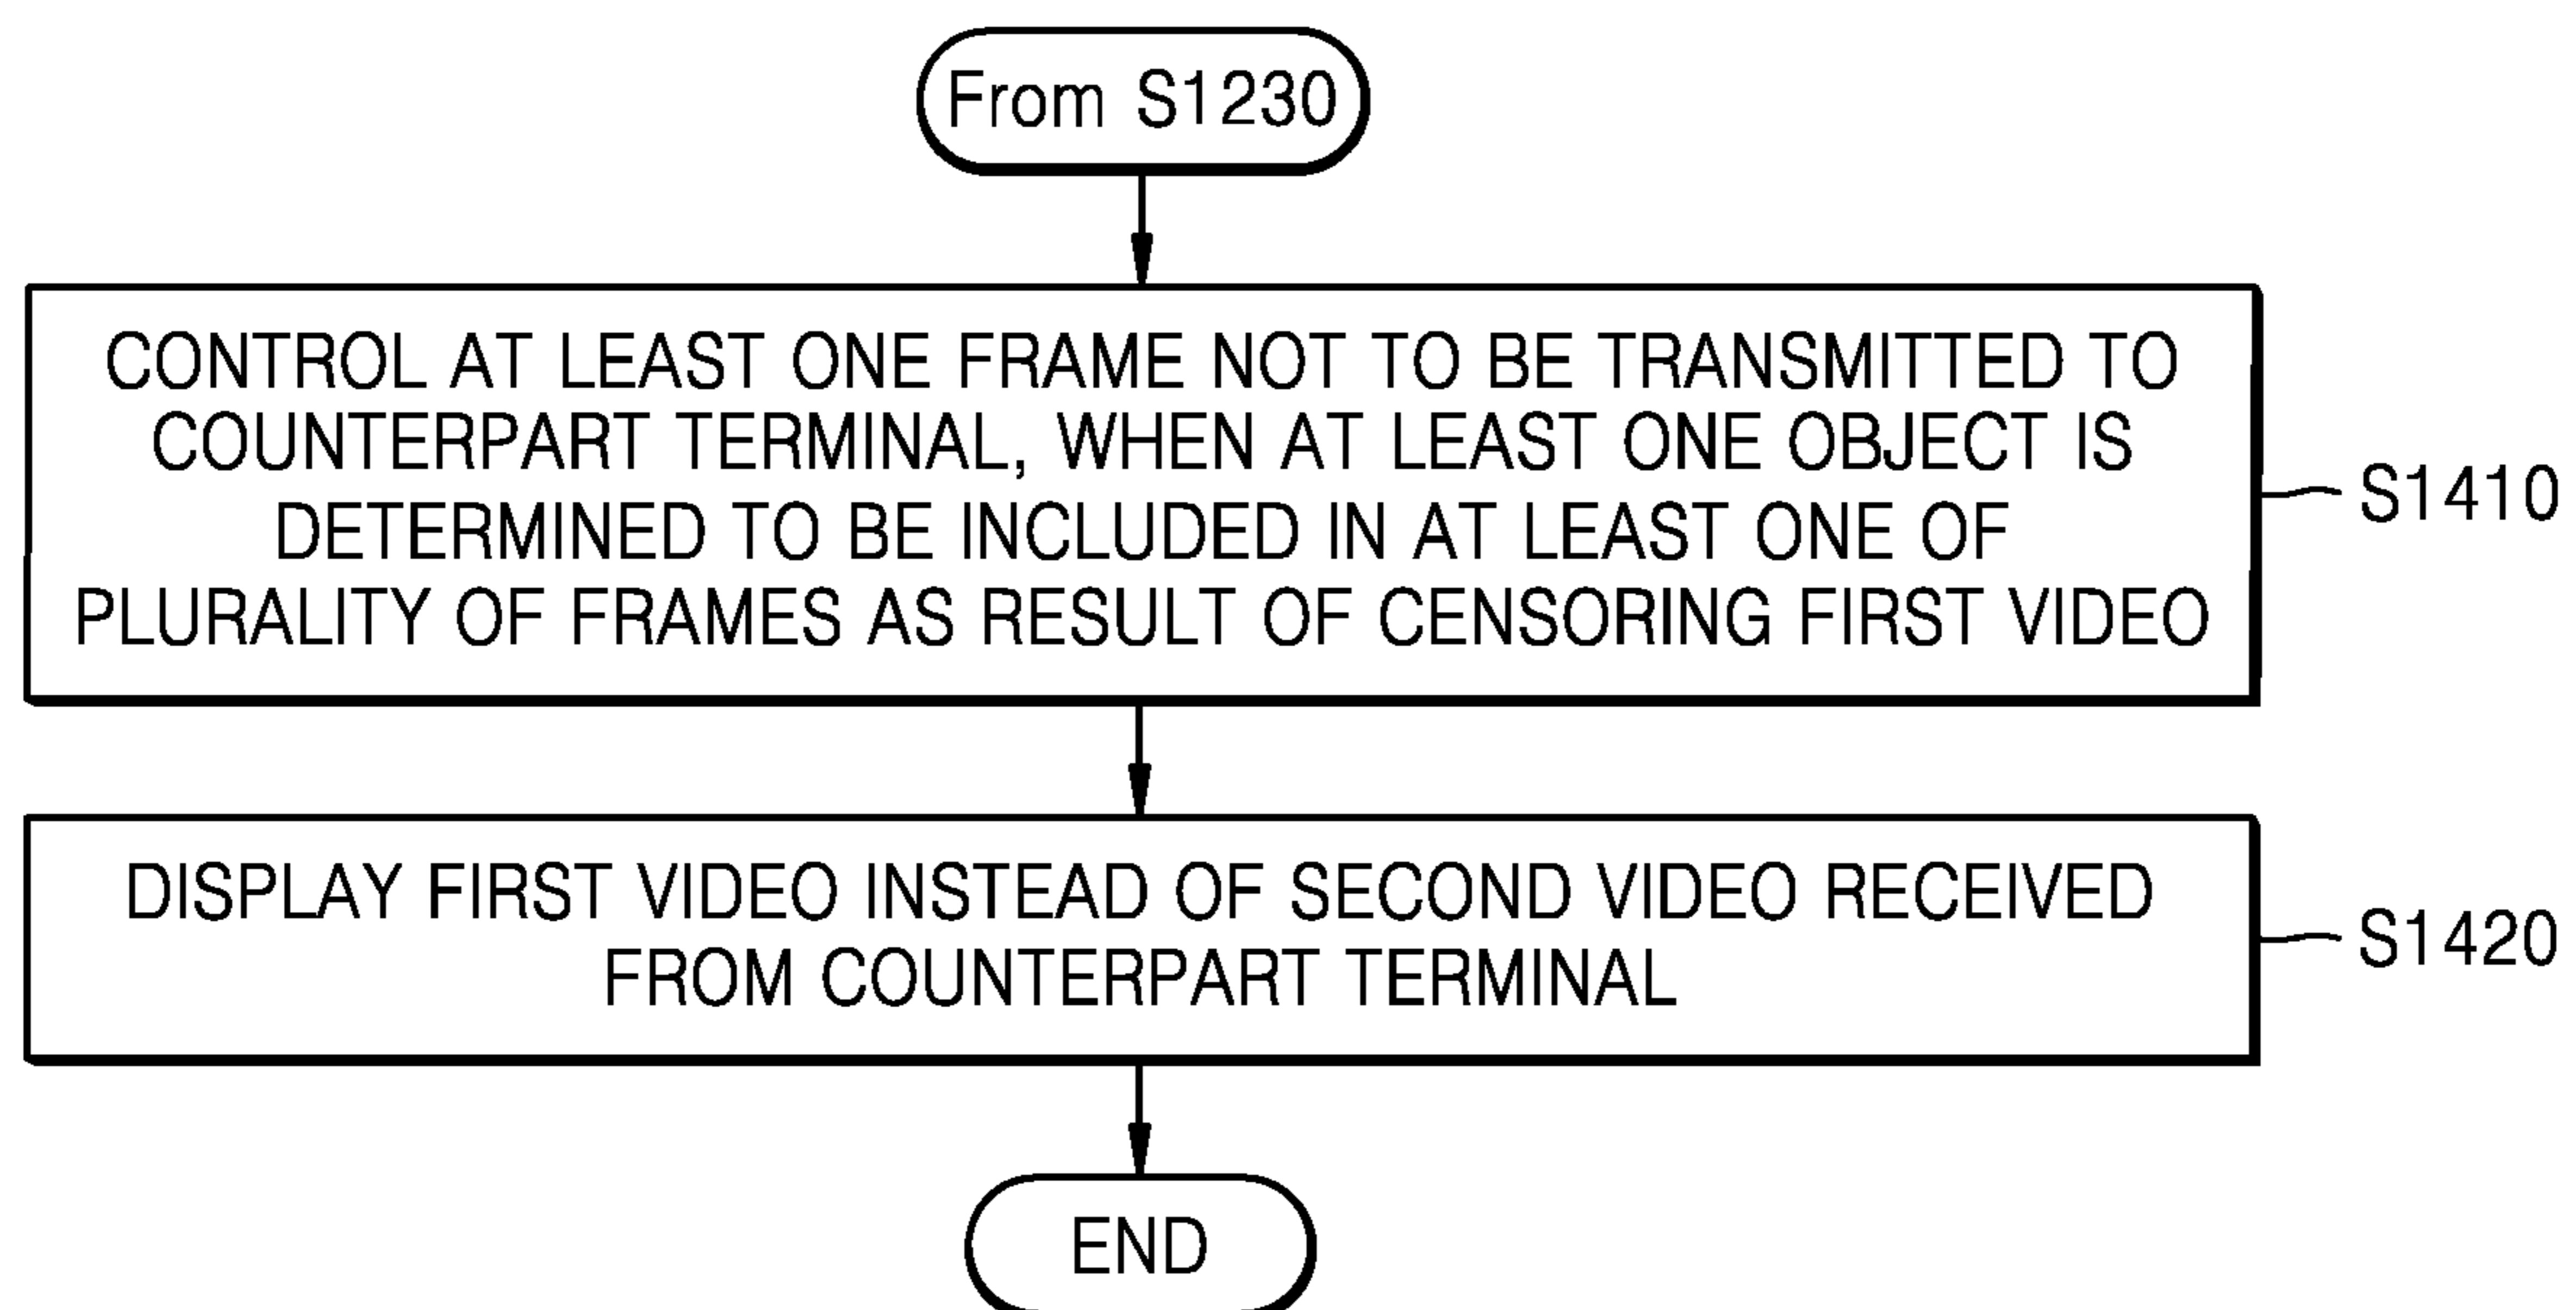 From S1230
CONTROL AT LEAST ONE FRAME NOT TO BE TRANSMITTED TO
COUNTERPART TERMINAL, WHEN AT LEAST ONE OBJECT IS
DETERMINED TO BE INCLUDED IN AT LEAST ONE OF
PLURALITY OF FRAMES AS RESULT OF CENSORING FIRST VIDEO
S1410
DISPLAY FIRST VIDEO INSTEAD OF SECOND VIDEO RECEIVED
FROM COUNTERPART TERMINAL
S1420
END